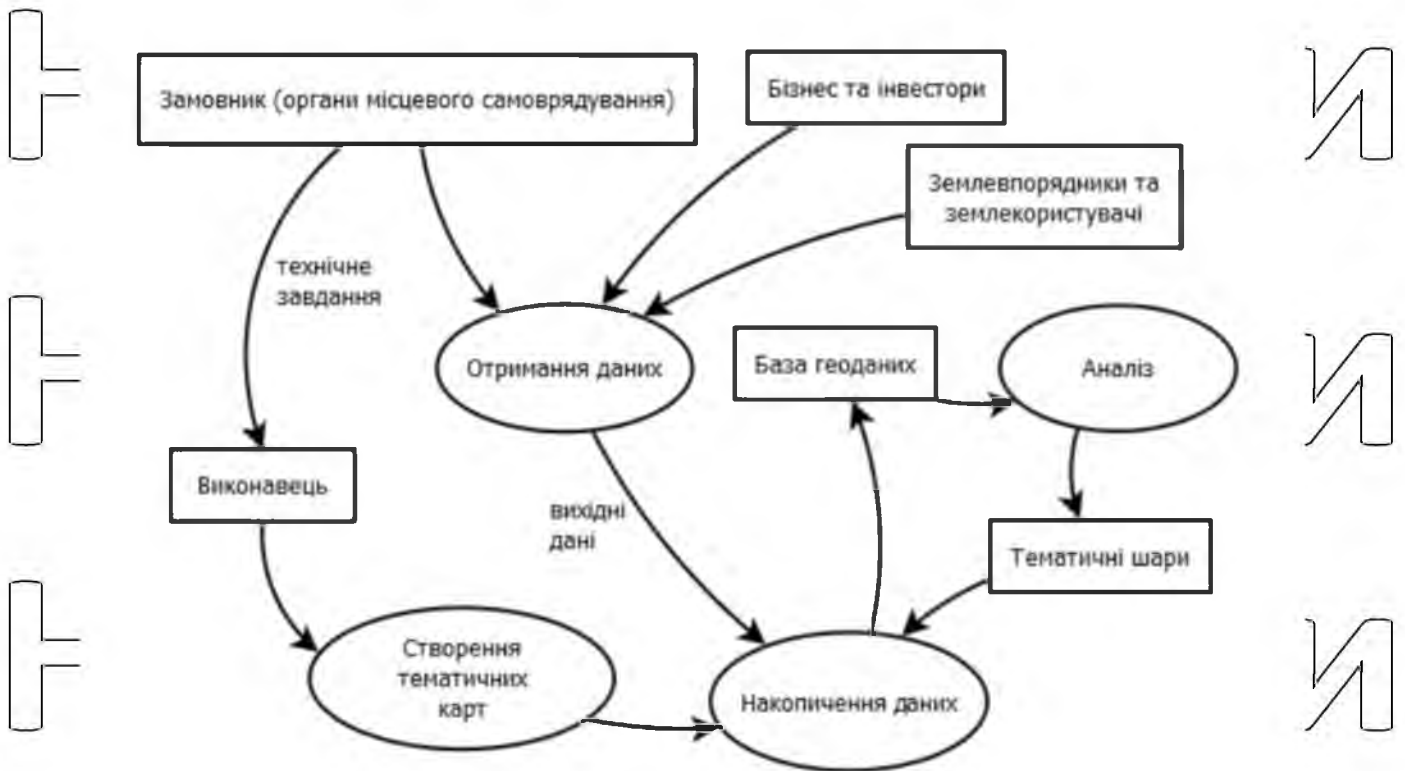 Замовник (органи місцевого самоврядування)
Бізнес та інвестори
Землевпорядники та
землекористувачі
технічне
завдання
Отримання даних
База геоданих
Аналіз
Виконавець
вихідні
дані
Тематичні шари
Створення
тематичних
карт
Накопичення даних